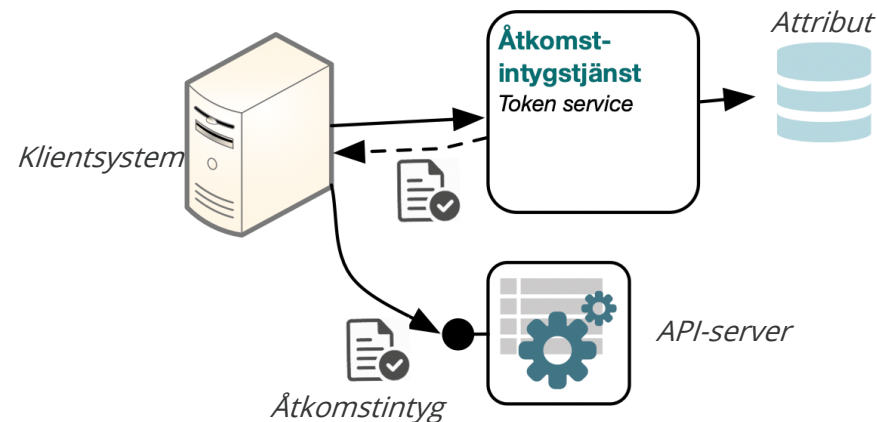 Attribut
Åtkomst-
intygstjänst
Token service
Klientsystem
API-server
Åtkomstintyg